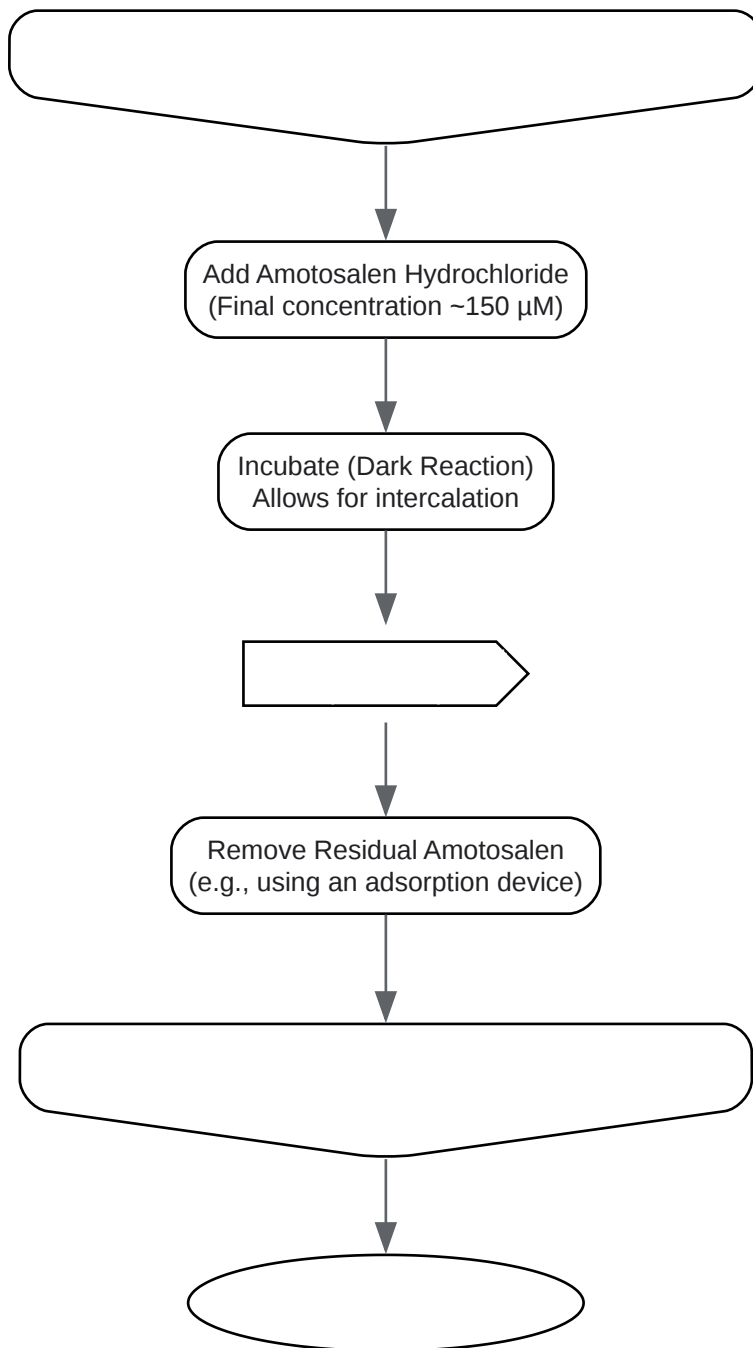 Add Amotosalen Hydrochloride
(Final concentration ~150 µM)
Incubate (Dark Reaction)
Allows for intercalation
Remove Residual Amotosalen
(e.g., using an adsorption device)